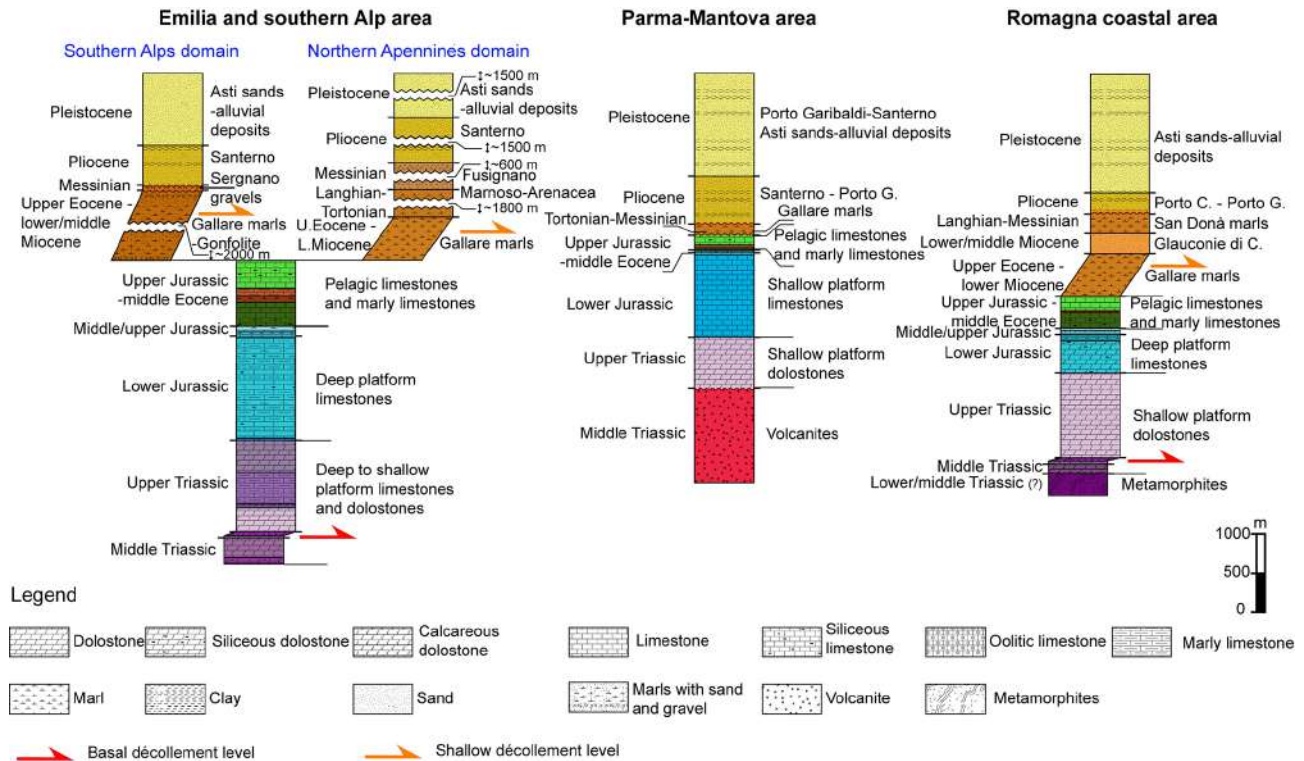 Emilia and southern Alp area
Parma-Mantova area
Romagna coastal area
Southern Alps domain
Northern Apennines domain
Pleistocene
Asti sands
-alluvial
deposits
Pliocene
Santerno
Messinian
Sergnano
gravels
Upper Eocene -
lower/middle
Miocene
Gallare marls
-Gonfolite
↕~2000 m
↕~1500 m
Pleistocene
Asti sands
-alluvial deposits
Pliocene
Santerno
↕~1500 m
↕~600 m
Messinian
Fusignano
Langhian-
Tortonian
Marnoso-Arenacea
↕~1800 m
U.Eocene -
L.Miocene
Gallare marls
Upper Jurassic
-middle Eocene
Pelagic limestones
and marly limestones
Middle/upper Jurassic
Lower Jurassic
Deep platform
limestones
Upper Triassic
Deep to shallow
platform limestones
and dolostones
Middle Triassic
Pleistocene
Porto Garibaldi-Santerno
Asti sands-alluvial deposits
Pliocene
Santerno - Porto G.
Tortonian-Messinian
Gallare marls
Upper Jurassic
-middle Eocene
Pelagic limestones
and marly limestones
Lower Jurassic
Shallow platform
limestones
Upper Triassic
Shallow platform
dolostones
Middle Triassic
Volcanites
Pleistocene
Asti sands-alluvial
deposits
Pliocene
Porto C. - Porto G.
Langhian-Messinian
San Donà marls
Lower/middle Miocene
Glauconie di C.
Upper Eocene -
lower Miocene
Gallare marls
Upper Jurassic -
middle Eocene
Pelagic limestones
and marly limestones
Middle/upper Jurassic
Lower Jurassic
Deep platform
limestones
Upper Triassic
Shallow platform
dolostones
Middle Triassic
Lower/middle Triassic (?)
Metamorphites
m
1000
500
0
Legend
Dolostone
Siliceous dolostone
Calcareous
dolostone
Limestone
Siliceous
limestone
Oolitic limestone
Marly limestone
Marl
Clay
Sand
Marls with sand
and gravel
Volcanite
Metamorphites
Basal décollement level
Shallow décollement level